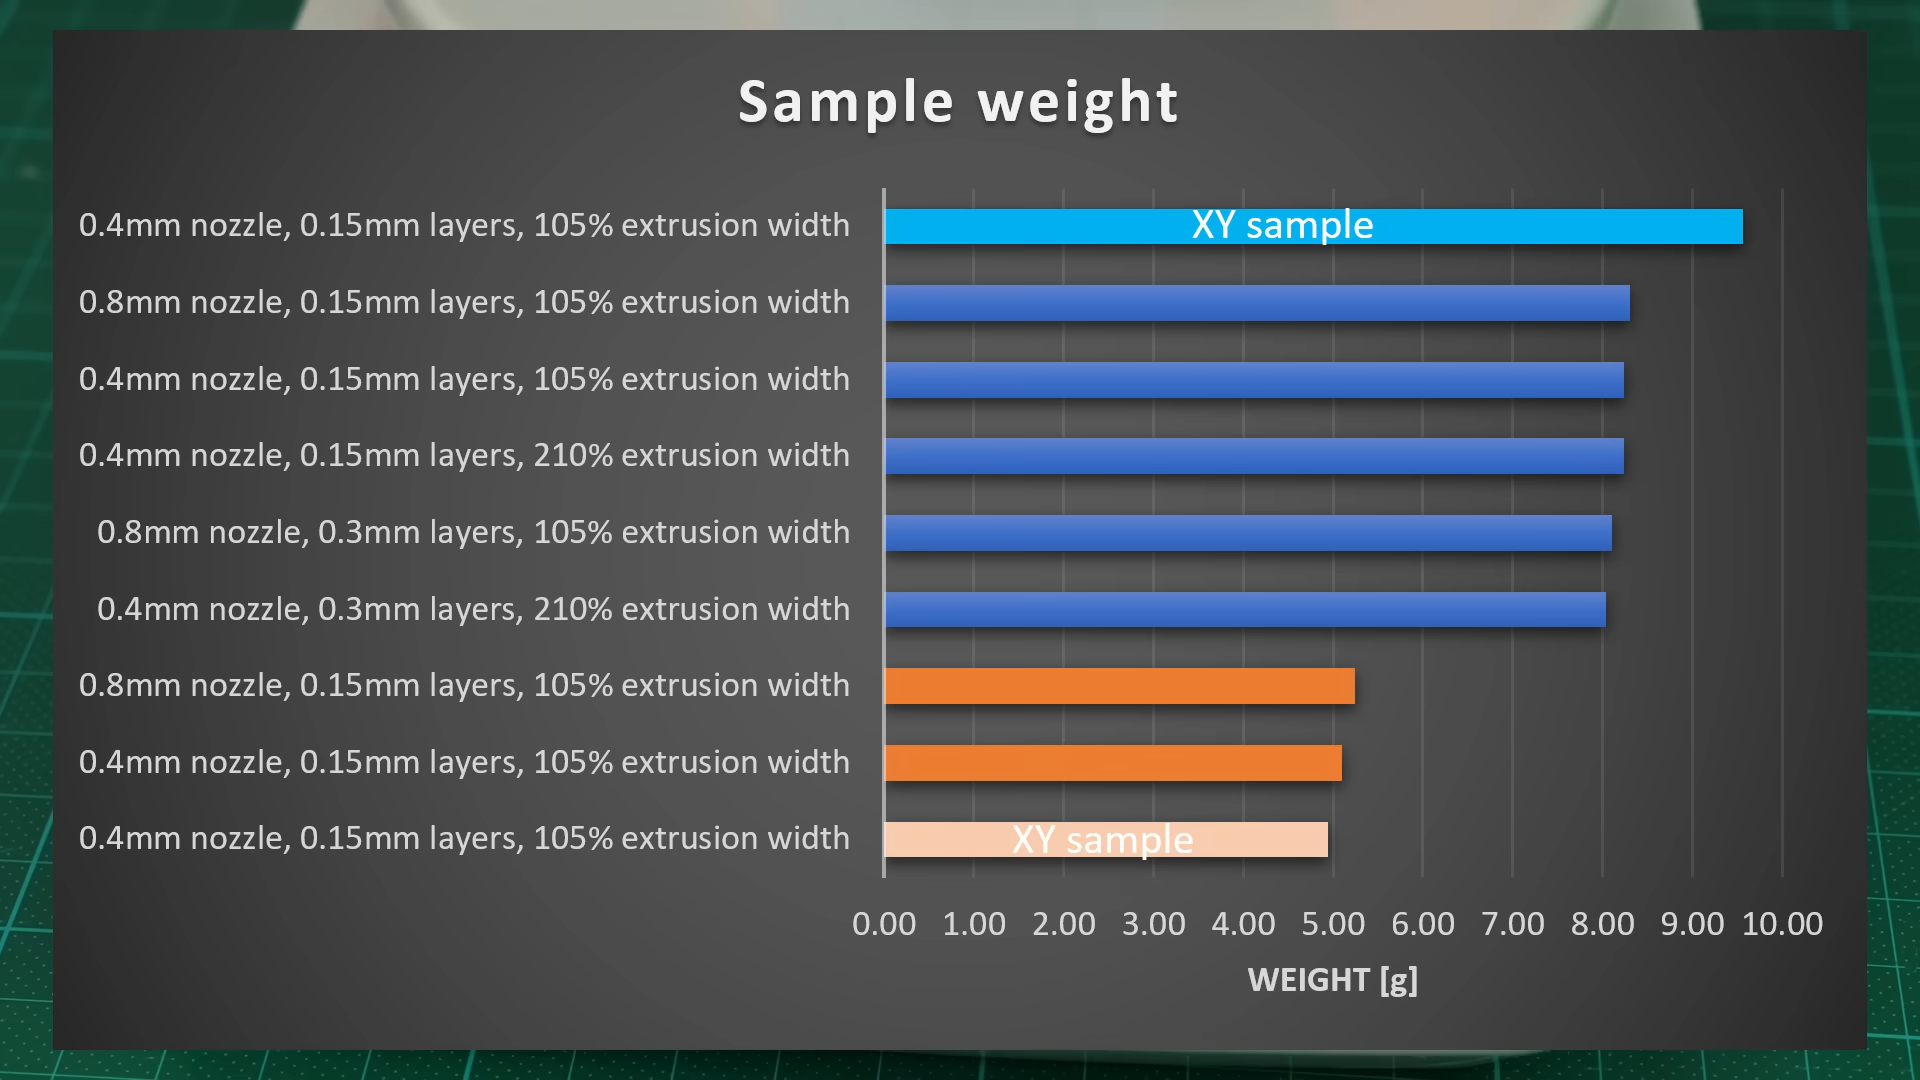 Sample weight
0.4mm nozzle, 0.15mm layers, 105% extrusion width
XY sample
0.8mm nozzle, 0.15mm layers, 105% extrusion width
0.4mm nozzle, 0.15mm layers, 105% extrusion width
0.4mm nozzle, 0.15mm layers, 210% extrusion width
0.8mm nozzle, 0.3mm layers, 105% extrusion width
0.4mm nozzle, 0.3mm layers, 210% extrusion width
0.8mm nozzle, 0.15mm layers, 105% extrusion width
0.4mm nozzle, 0.15mm layers, 105% extrusion width
0.4mm nozzle, 0.15mm layers, 105% extrusion width
XY sample
0.00 1.00 2.00 3.00 4.00 5.00 6.00 7.00 8.00 9.00 10.00
WEIGHT [g]